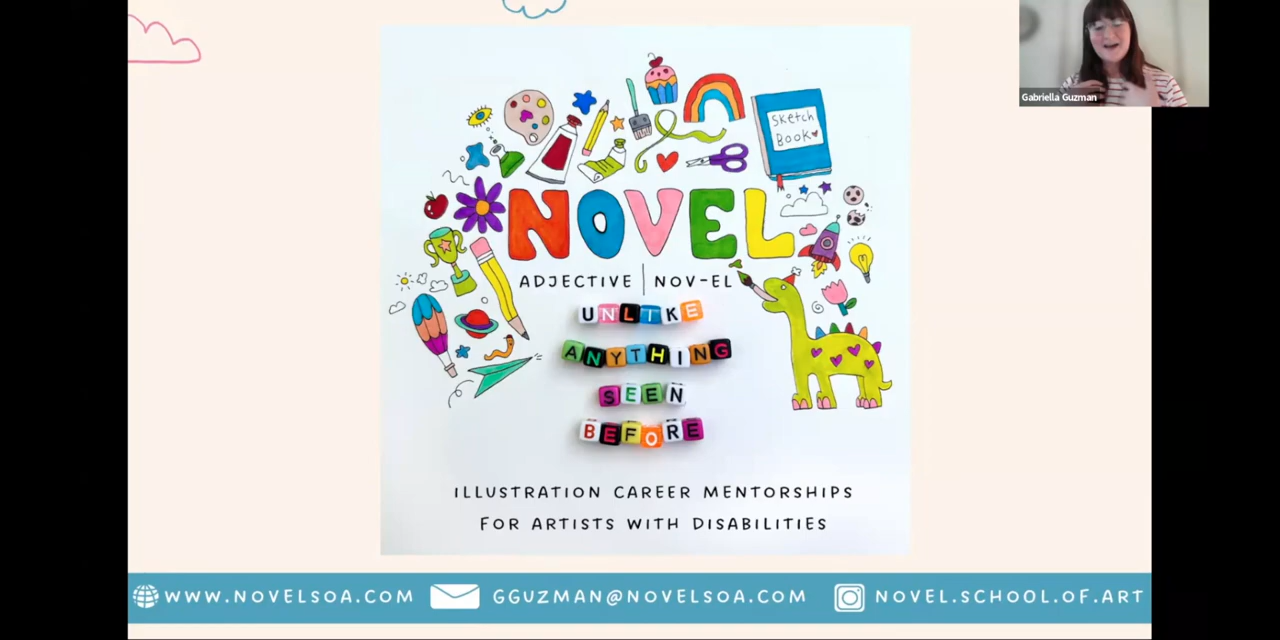 Gabriella Guzman
Sketch
Book
NOVEL
ADJECTIVE | NOV-EL
UNLIKE
ANYTHING
SEEN
BEFORE
ILLUSTRATION CAREER MENTORSHIPS
FOR ARTISTS WITH DISABILITIES
WWW.NOVELSOA.COM GGUZMAN@NOVELSOA.COM NOVEL.SCHOOL.OF.ART